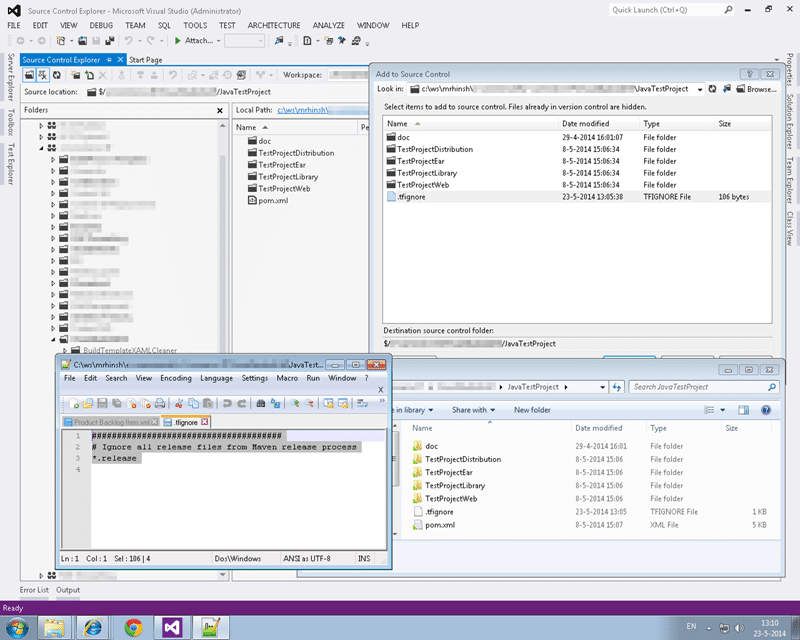 Source Control Explorer - Microsoft Visual Studio (Administrator)
Quick Launch (Ctrl+Q)
FILE EDIT VIEW DEBUG TEAM SQL TOOLS TEST ARCHITECTURE ANALYZE WINDOW HELP
Attach...
Source Control Explorer Start Page
Workspace:
Source location: $/ /JavaTestProject
Folders
Local Path: c:\ws\mrhinsh\
Name Pe
doc
TestProjectDistribution
TestProjectEar
TestProjectLibrary
TestProjectWeb
pom.xml
BuildTemplateXAMLCleaner
Server Explorer
Toolbox
Test Explorer
Properties
Solution Explorer
Team Explorer
Class View
Add to Source Control
Look in: c:\ws\mrhinsh\ \JavaTestProject Browse...
Select items to add to source control. Files already in version control are hidden.
Name Date modified Type Size
doc 29-4-2014 16:01:07 File folder
TestProjectDistribution 8-5-2014 15:06:34 File folder
TestProjectEar 8-5-2014 15:06:34 File folder
TestProjectLibrary 8-5-2014 15:06:34 File folder
TestProjectWeb 8-5-2014 15:06:34 File folder
.tfignore 23-5-2014 13:05:38 TFIGNORE File 106 bytes
Destination source control folder:
$/ /JavaTestProject
C:\ws\mrhinsh\ \JavaTest...
File Edit Search View Encoding Language Settings Macro Run Window ?
X
Product Backlog Item.xml .tfignore
1 ######################################
2 # Ignore all release files from Maven release process
3 *.release
4
Ln : 1 Col : 1 Sel : 106 | 4 Dos\Windows ANSI as UTF-8 INS
JavaTestProject Search JavaTestProject
e in library Share with New folder
Name Date modified Type Size
doc 29-4-2014 16:01 File folder
TestProjectDistribution 8-5-2014 15:06 File folder
TestProjectEar 8-5-2014 15:06 File folder
TestProjectLibrary 8-5-2014 15:06 File folder
TestProjectWeb 8-5-2014 15:06 File folder
.tfignore 23-5-2014 13:05 TFIGNORE File 1 KB
pom.xml 8-5-2014 15:07 XML File 5 KB
Error List Output
Ready
EN 13:10
23-5-2014